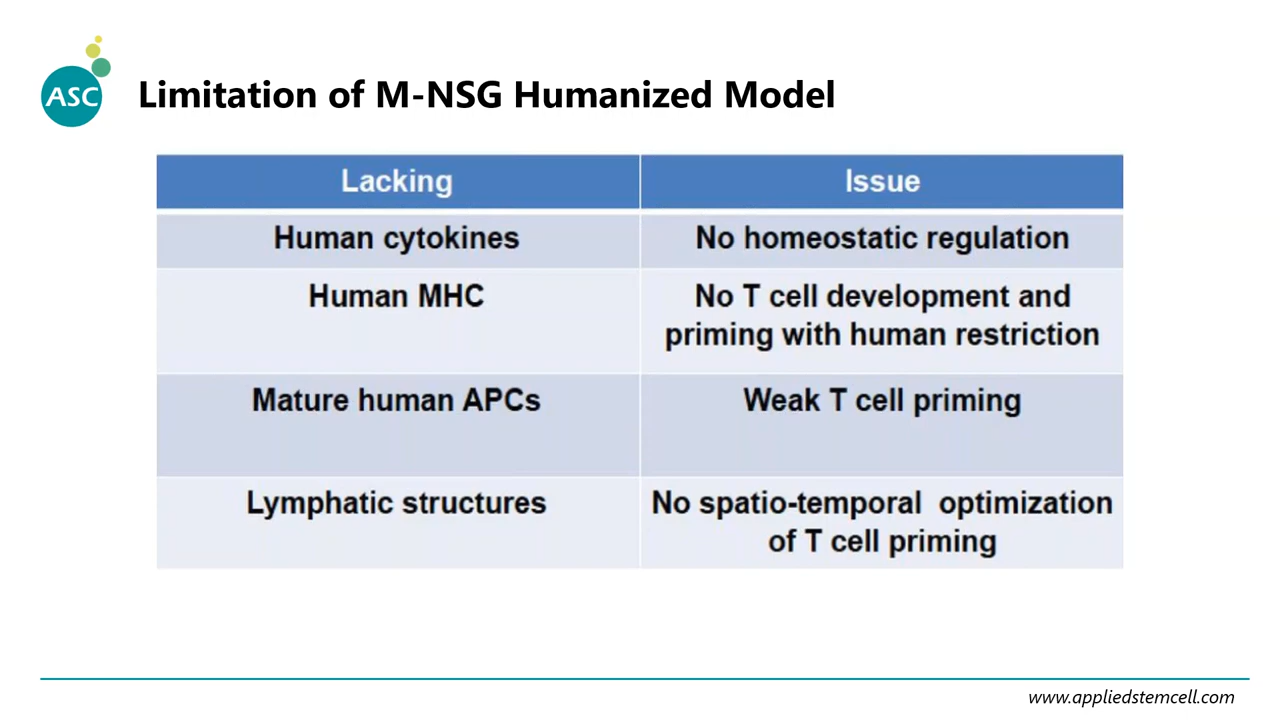 ASC
Limitation of M-NSG Humanized Model
Lacking
Issue
Human cytokines
No homeostatic regulation
Human MHC
No T cell development and
priming with human restriction
Mature human APCs
Weak T cell priming
Lymphatic structures
No spatio-temporal optimization
of T cell priming
www.appliedstemcell.com